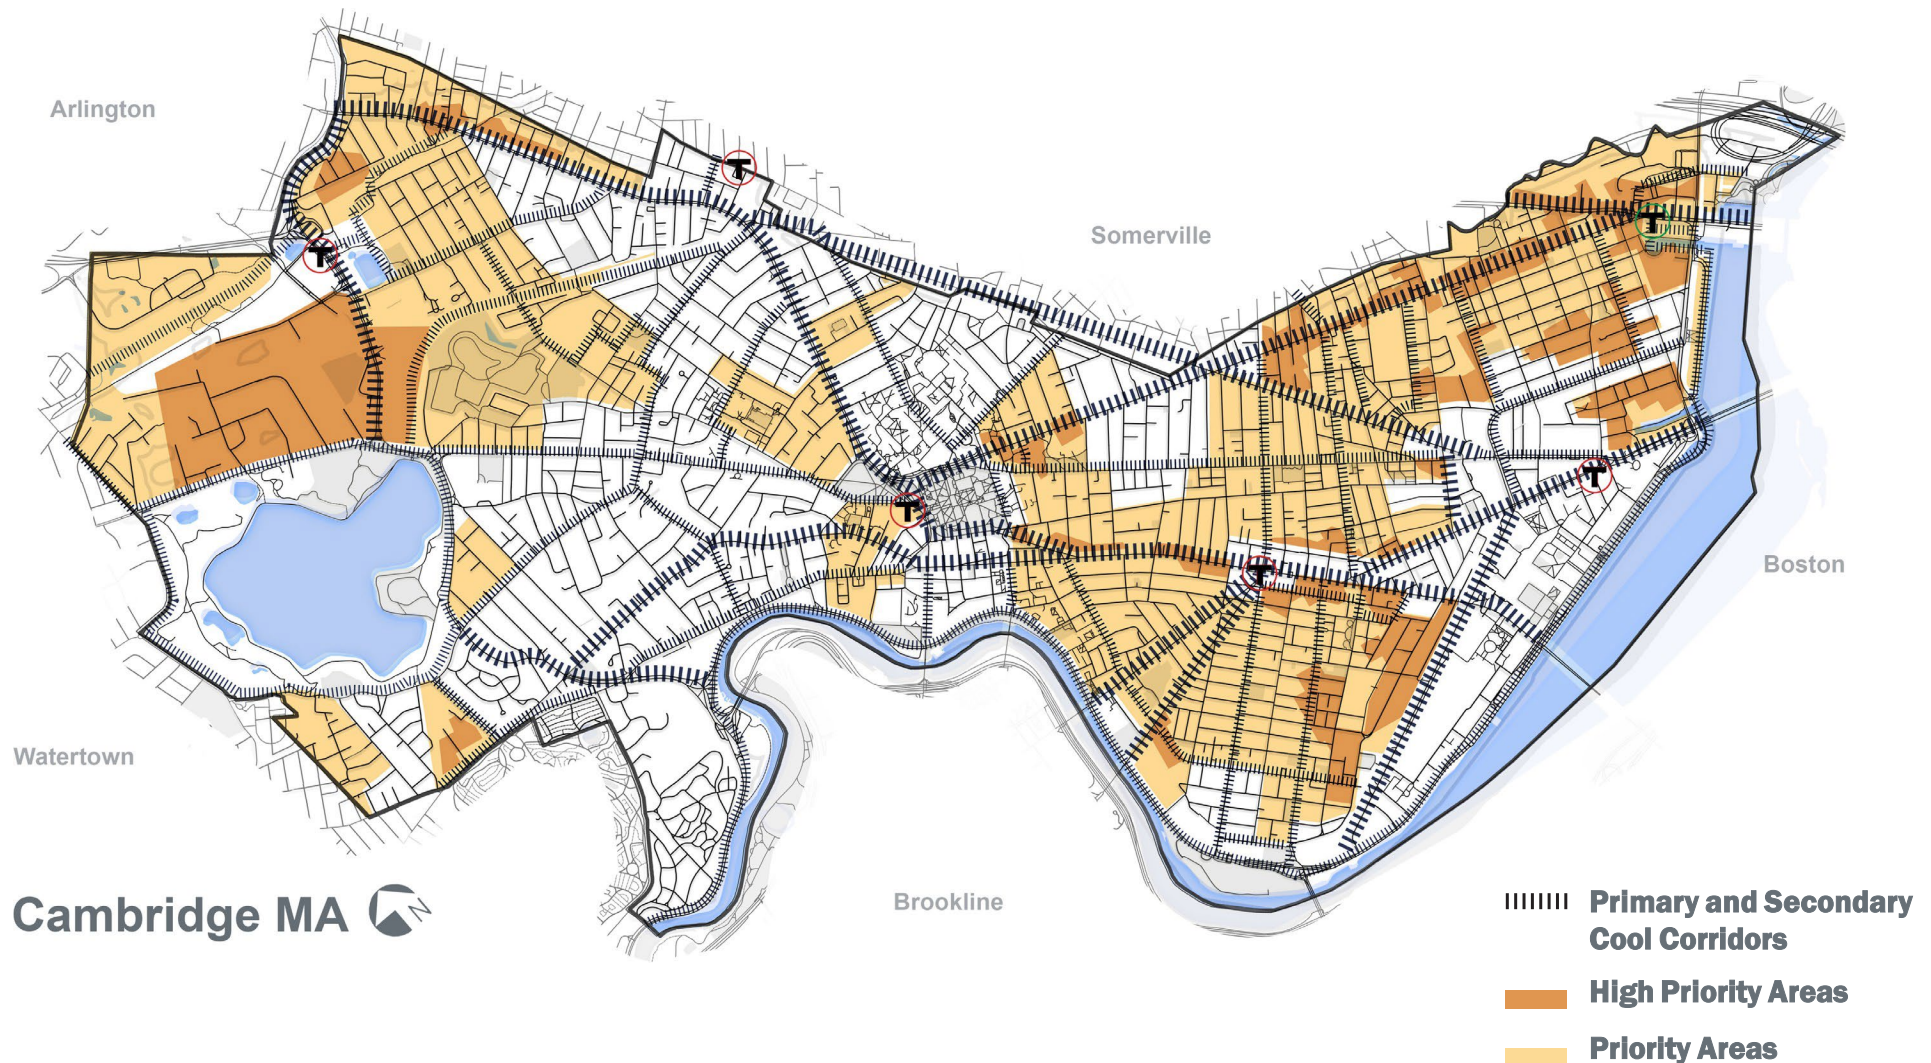 Arlington
Somerville
Boston
Watertown
Brookline
Cambridge MA
N
Primary and Secondary
Cool Corridors
High Priority Areas
Priority Areas
T
T
T
T
T
T